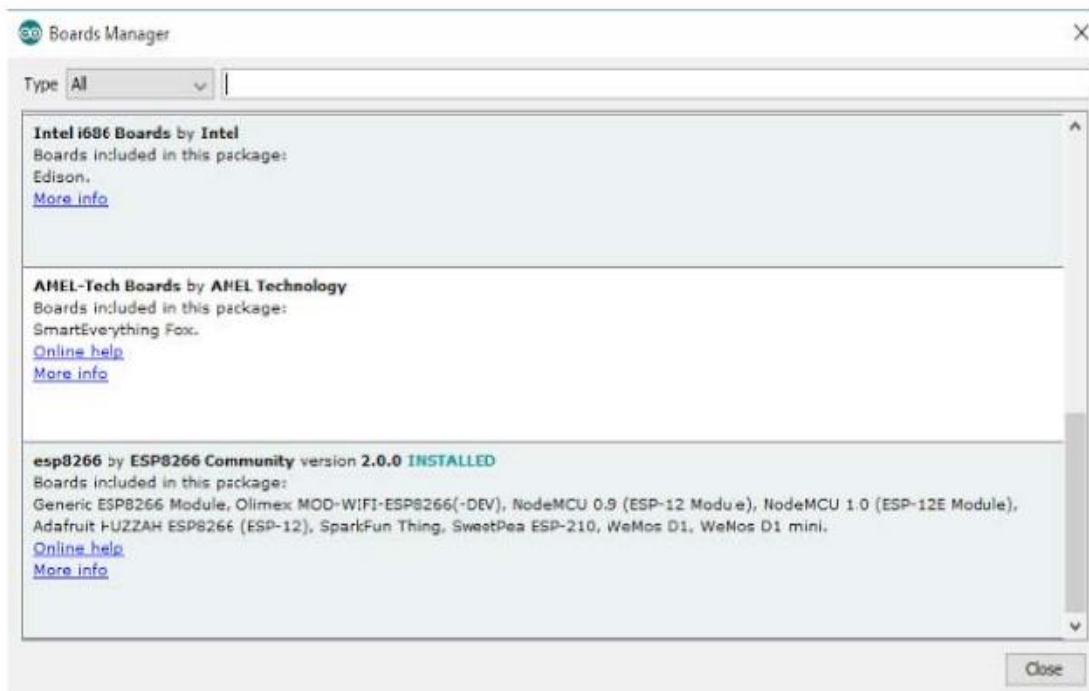 Boards Manager
Type All
Intel i686 Boards by Intel
Boards included in this package:
Edison.
More info
AMEL-Tech Boards by AMEL Technology
Boards included in this package:
SmartEverything Fox.
Online help
More info
esp8266 by ESP8266 Community version 2.0.0 INSTALLED
Boards included in this package:
Generic ESP8266 Module, Olimex MOD-WIFI-ESP8266(-DEV), NodeMCU 0.9 (ESP-12 Module), NodeMCU 1.0 (ESP-12E Module),
Adafruit HUZZAH ESP8266 (ESP-12), SparkFun Thing, SweetPea ESP-210, WeMos D1, WeMos D1 mini.
Online help
More info
Close